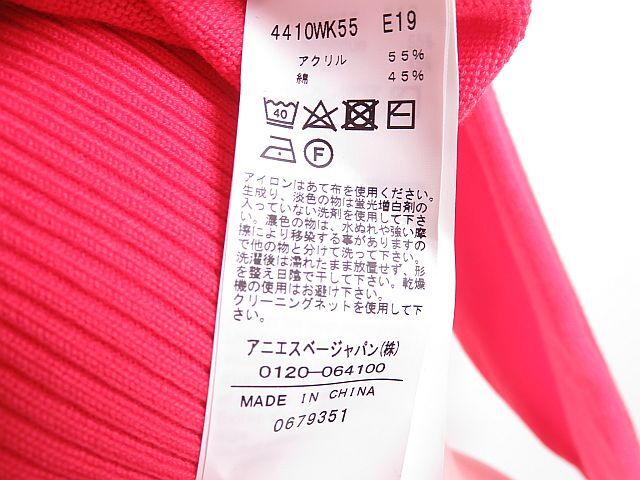 4410WK55 E19
アクリル 55%
綿 45%
40
F
アイロンはあて布を使用ください。
生成り、淡色の物は蛍光増白剤の
入っていない洗剤を使用して下さ
い。濃色の物は、水ぬれや強い摩
擦により移染する事がありますの
で他の物と分けて洗って下さい。
洗濯後は濡れたまま放置せず、形
を整え日陰で干して下さい。乾燥
機の使用はお避け下さい。
クリーニングネットを使用して下
さい。
アニエスベージャパン(株)
0120-064100
MADE IN CHINA
0679351